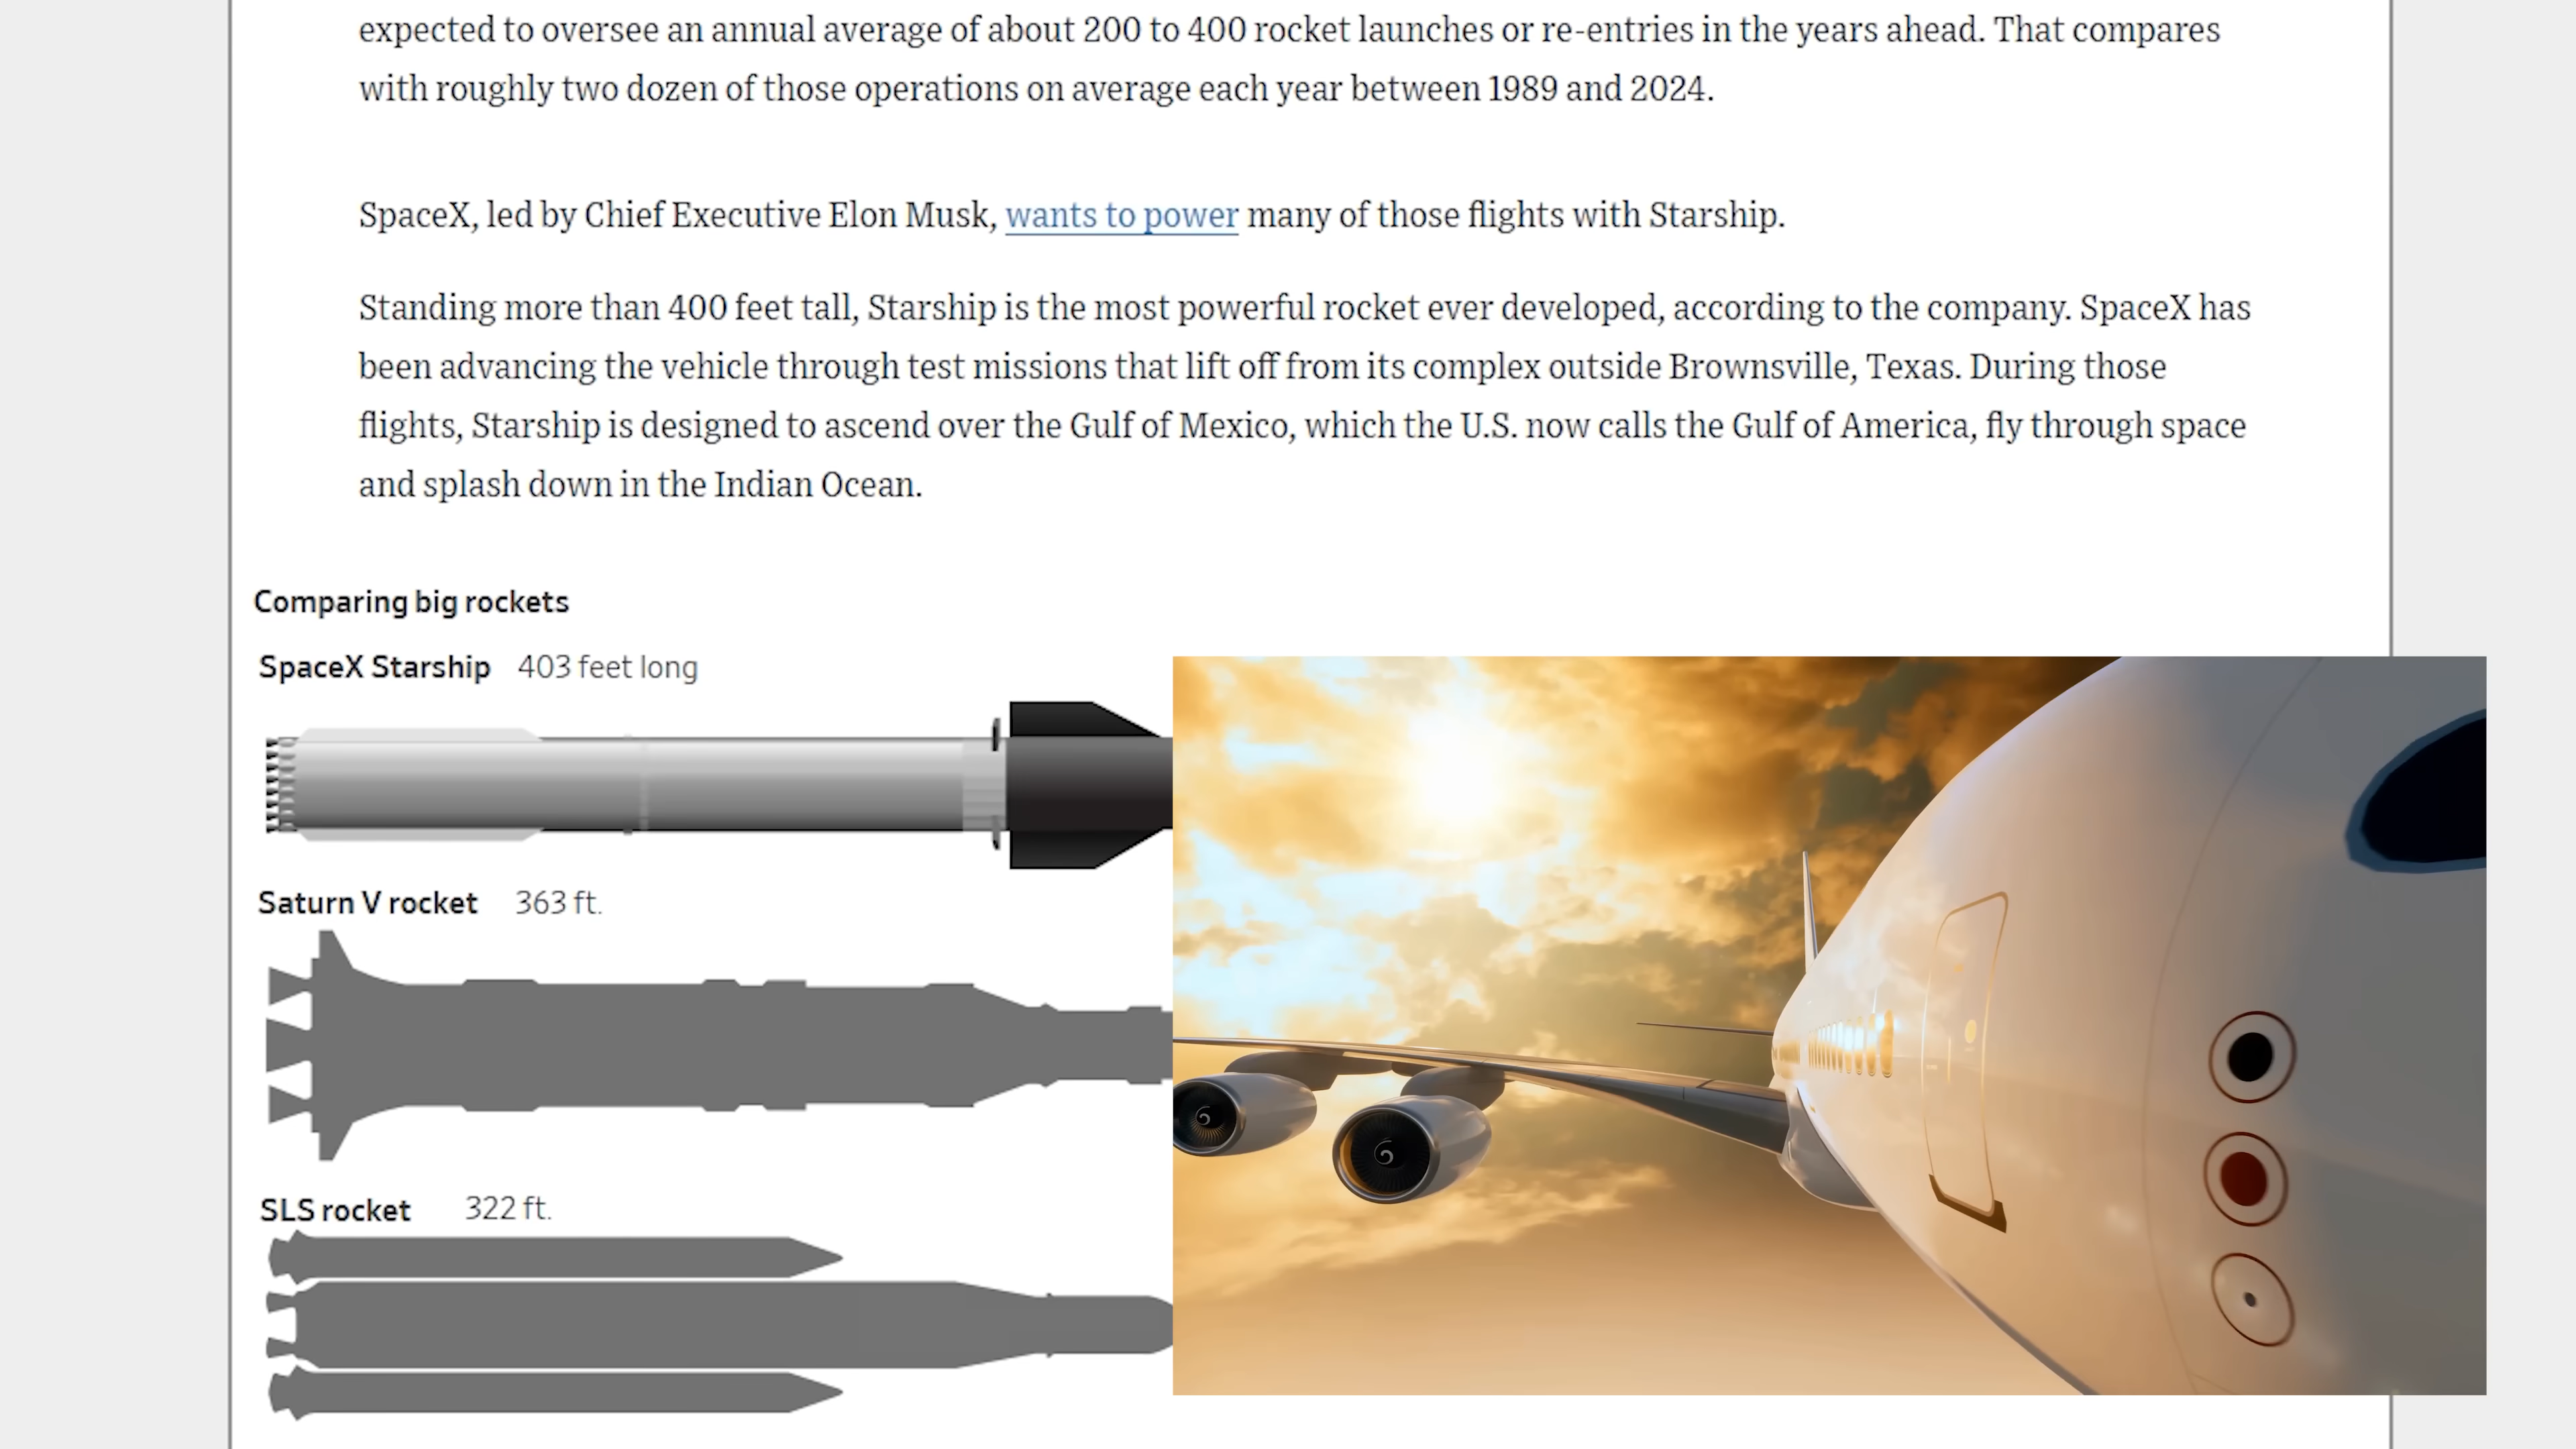 expected to oversee an annual average of about 200 to 400 rocket launches or re-entries in the years ahead. That compares
with roughly two dozen of those operations on average each year between 1989 and 2024.
SpaceX, led by Chief Executive Elon Musk, wants to power many of those flights with Starship.
Standing more than 400 feet tall, Starship is the most powerful rocket ever developed, according to the company. SpaceX has
been advancing the vehicle through test missions that lift off from its complex outside Brownsville, Texas. During those
flights, Starship is designed to ascend over the Gulf of Mexico, which the U.S. now calls the Gulf of America, fly through space
and splash down in the Indian Ocean.
Comparing big rockets
SpaceX Starship 403 feet long
Saturn V rocket 363 ft.
SLS rocket 322 ft.